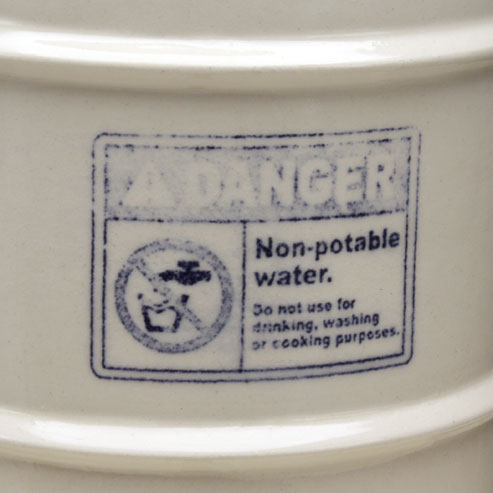 DANGER
Non-potable
water.
Do not use for
drinking, washing
or cooking purposes.